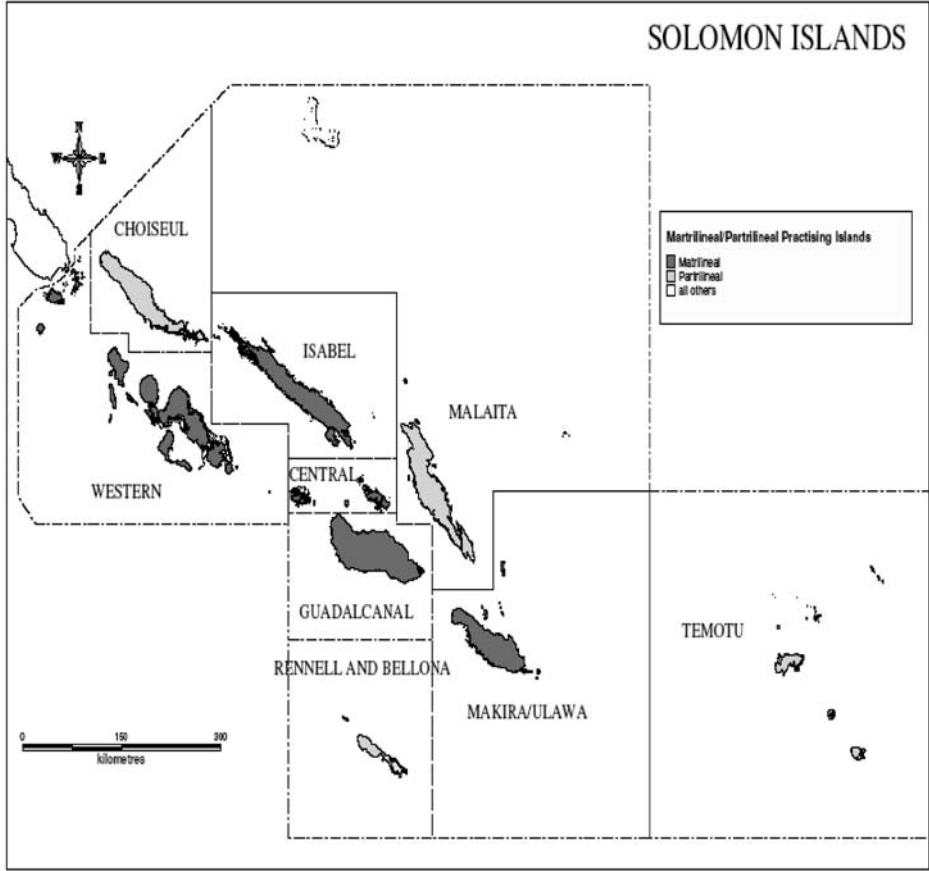 SOLOMON ISLANDS
N
W E
S
CHOISEUL
Martrilineal/Partrilineal Practising Islands
Matrilineal
Partrilineal
all others
ISABEL
MALAITA
CENTRAL
WESTERN
GUADALCANAL
TEMOTU
RENNELL AND BELLONA
MAKIRA/ULAWA
0 150 300
kilometres